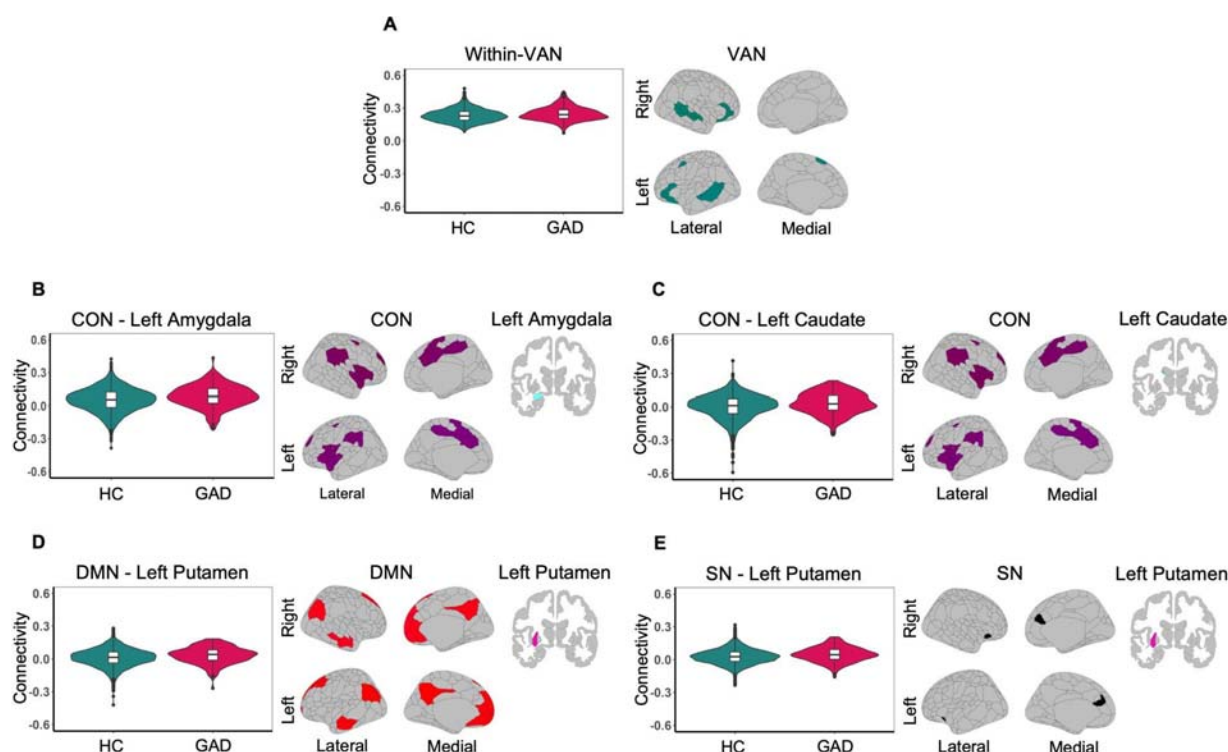 A
Within-VAN VAN
Connectivity
0.6
0.3
0.0
-0.3
-0.6
HC GAD
Right
Left
Lateral Medial
B
CON - Left Amygdala CON Left Amygdala
Connectivity
0.6
0.3
0.0
-0.3
-0.6
HC GAD
Right
Left
Lateral Medial
C
CON - Left Caudate CON Left Caudate
Connectivity
0.6
0.3
0.0
-0.3
-0.6
HC GAD
Right
Left
Lateral Medial
D
DMN - Left Putamen DMN Left Putamen
Connectivity
0.6
0.3
0.0
-0.3
-0.6
HC GAD
Right
Left
Lateral Medial
E
SN - Left Putamen SN Left Putamen
Connectivity
0.6
0.3
0.0
-0.3
-0.6
HC GAD
Right
Left
Lateral Medial